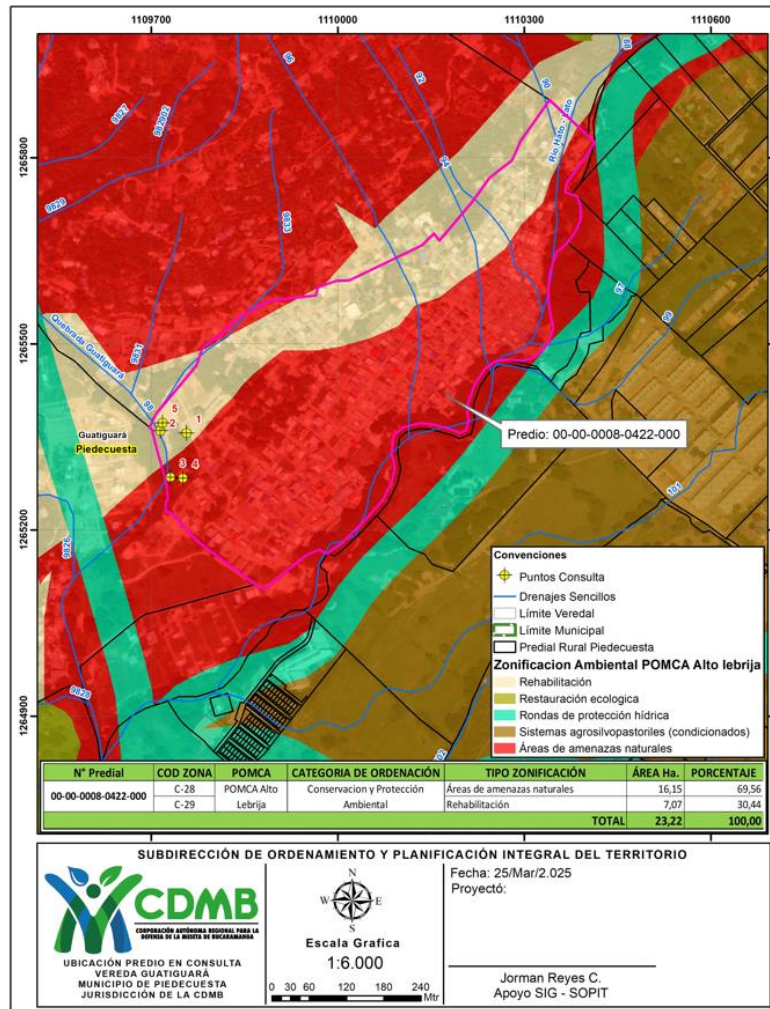 1109700 1110000 1110300 1110600
1265800
1265500
1265200
1264900
96
92
90
88
9827
982902
9829
9833
94
Río Hato - Lato
97
99
Quebrada Guatiguará
9831
98
5
2
1
3 4
Guatiguará
Piedecuesta
Predio: 00-00-0008-0422-000
101
9826
9828
Convenciones
Puntos Consulta
Drenajes Sencillos
Límite Veredal
Límite Municipal
Predial Rural Piedecuesta
Zonificacion Ambiental POMCA Alto lebrija
Rehabilitación
Restauración ecologica
Rondas de protección hídrica
Sistemas agrosilvopastoriles (condicionados)
Áreas de amenazas naturales
N° Predial COD ZONA POMCA CATEGORIA DE ORDENACIÓN TIPO ZONIFICACIÓN ÁREA Ha. PORCENTAJE
00-00-0008-0422-000
C-28 POMCA Alto Conservacion y Protección Áreas de amenazas naturales 16,15 69,56
C-29 Lebrija Ambiental Rehabilitación 7,07 30,44
TOTAL 23,22 100,00
SUBDIRECCIÓN DE ORDENAMIENTO Y PLANIFICACIÓN INTEGRAL DEL TERRITORIO
CDMB
CORPORACIÓN AUTÓNOMA REGIONAL PARA LA
DEFENSA DE LA MESETA DE BUCARAMANGA
UBICACIÓN PREDIO EN CONSULTA
VEREDA GUATIGUARÁ
MUNICIPIO DE PIEDECUESTA
JURISDICCIÓN DE LA CDMB
N
W E
S
Escala Grafica
1:6.000
0 30 60 120 180 240
Mtr
Fecha: 25/Mar/2.025
Proyectó:
Jorman Reyes C.
Apoyo SIG - SOPIT